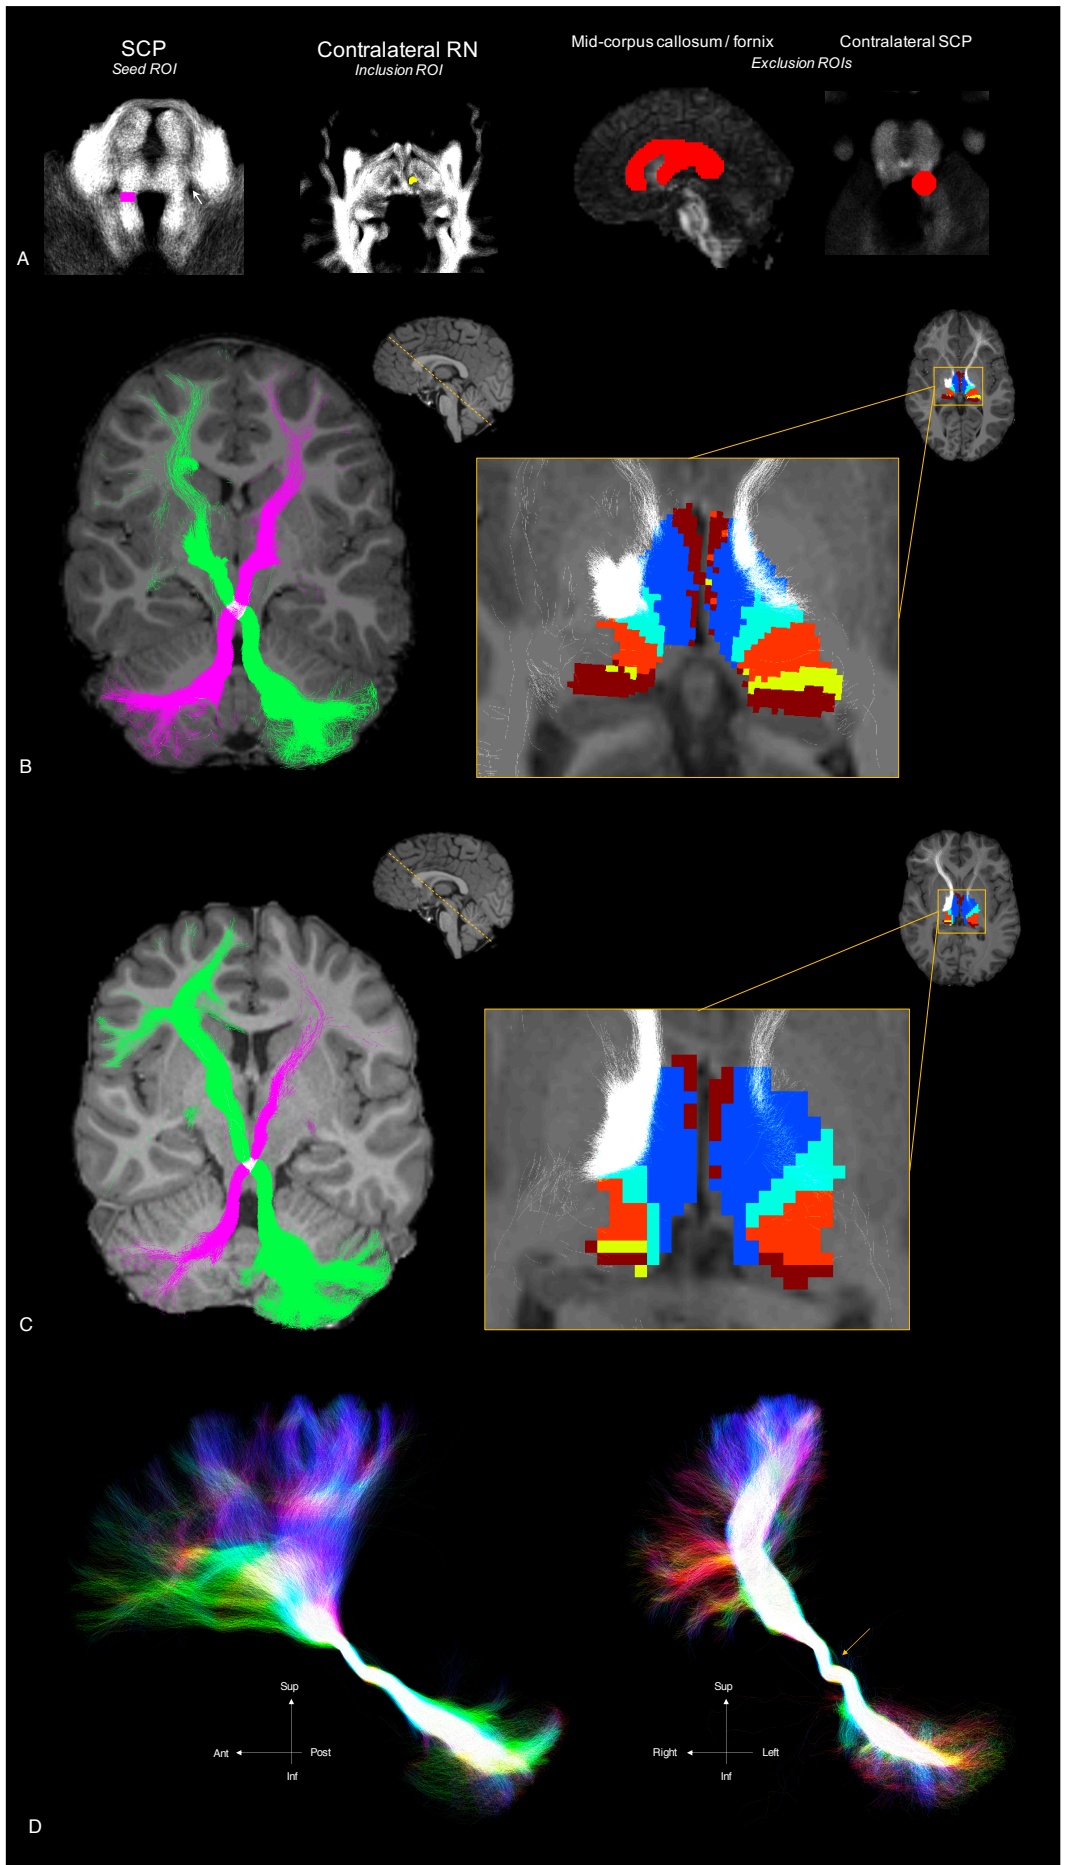 SCP
Seed ROI
Contralateral RN
Inclusion ROI
Mid-corpus callosum / fornix
Contralateral SCP
Exclusion ROIs
A
B
C
Sup
Ant
Post
Inf
Sup
Right
Left
Inf
D